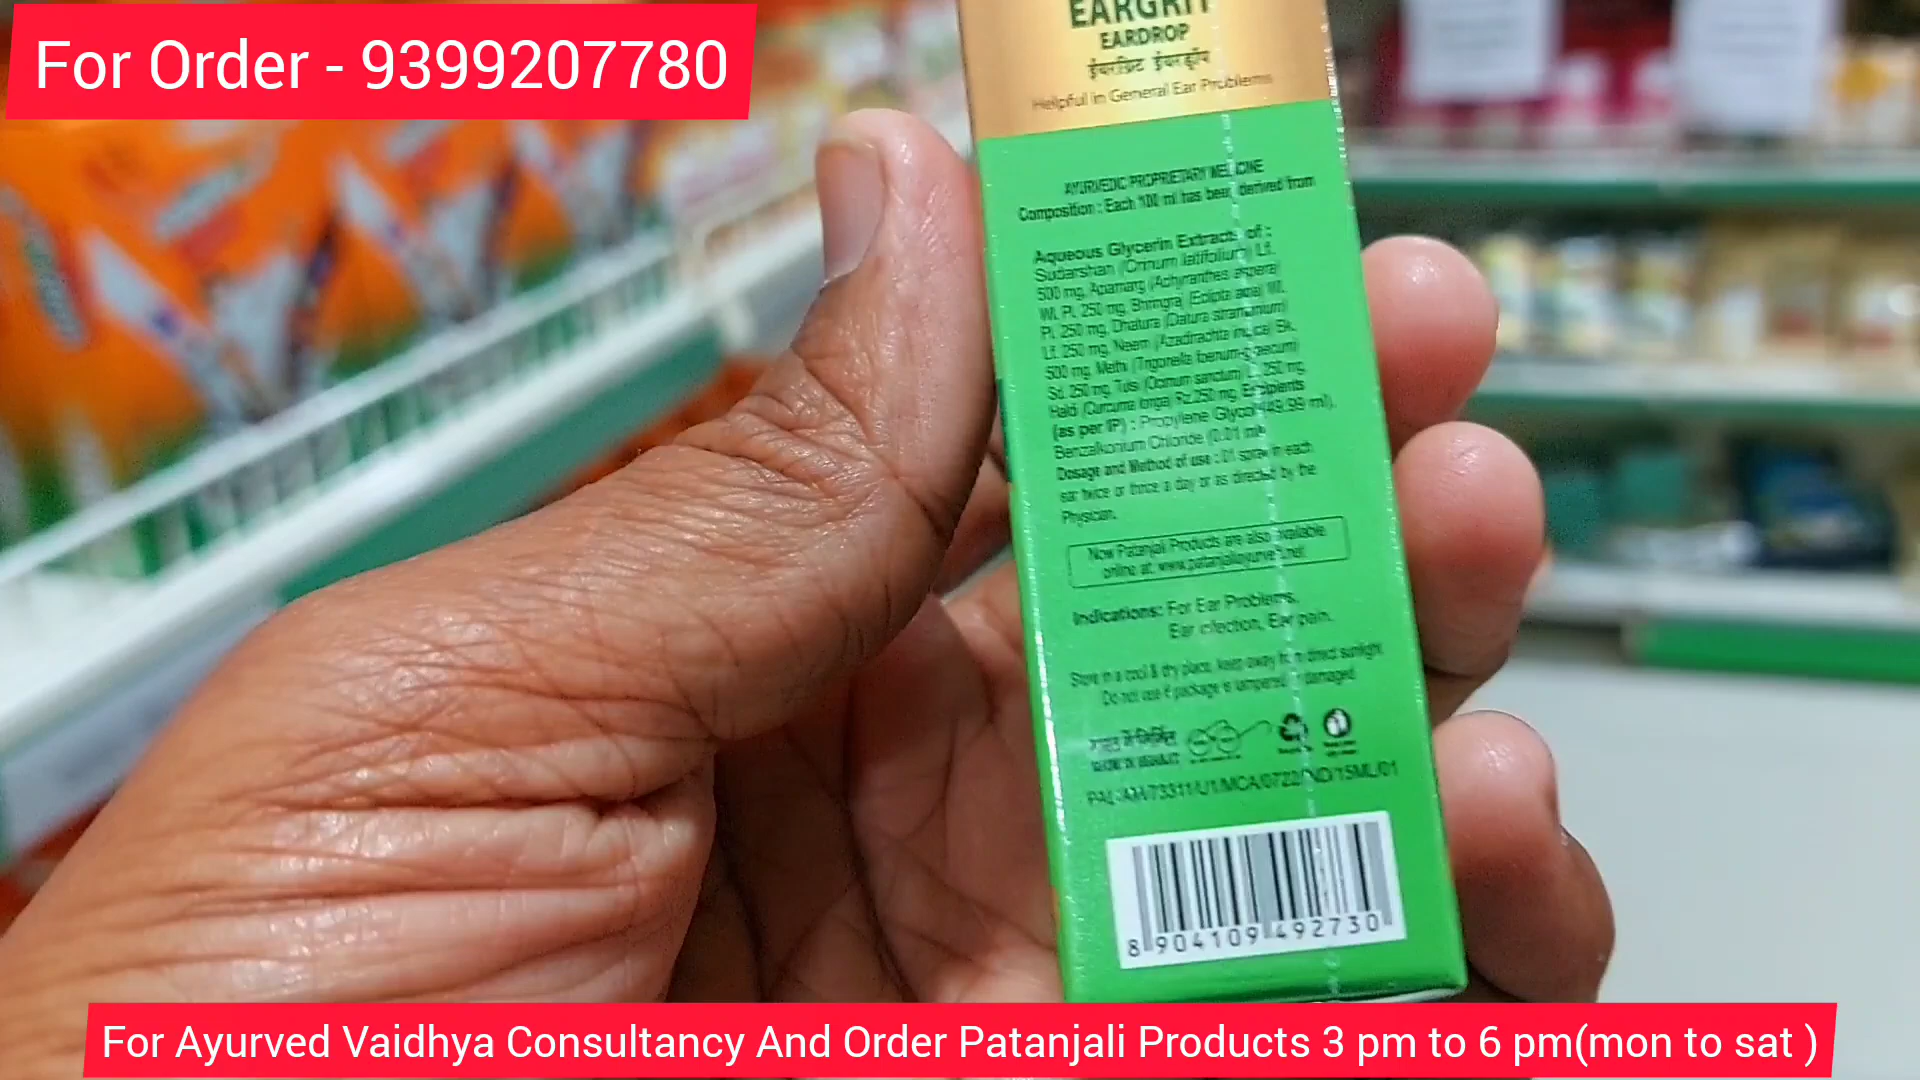 For Order - 9399207780
EARGRIT
EARDROP
ईयरग्रिट ईयरड्रॉप
Helpful in General Ear Problems
AYURVEDIC PROPRIETARY MEDICINE
Composition : Each 100 ml has been derived from
Aqueous Glycerin Extracts of :
Sudarshan (Crinum latifolium) Lf.
500 mg, Apamarg (Achyranthes aspera)
Wl. Pl. 250 mg, Bhringraj (Eclipta alba) Wl.
Pl. 250 mg, Dhatura (Datura stramonium)
Lf. 250 mg, Neem (Azadirachta indica) Bk.
500 mg, Methi (Trigonella foenum-graecum)
Sd. 250 mg, Tulsi (Ocimum sanctum) 250 mg,
Haldi (Curcuma longa) Rz. 250 mg, Excipients
(as per IP) : Propylene Glycol (49.99 ml),
Benzalkonium Chloride (0.01 ml)
Dosage and Method of use : 01 spray in each
ear twice or thrice a day or as directed by the
Physician.
Now Patanjali Products are also available
online at: www.patanjaliayurved.net
Indications: For Ear Problems,
Ear infection, Ear pain.
Store in a cool & dry place, keep away from direct sunlight.
Do not use if package is tampered or damaged.
भारत में निर्मित
PAL/AM/73311/U1/MCA/0722/IND/15ML/01
8 904109 492730
For Ayurved Vaidhya Consultancy And Order Patanjali Products 3 pm to 6 pm(mon to sat )